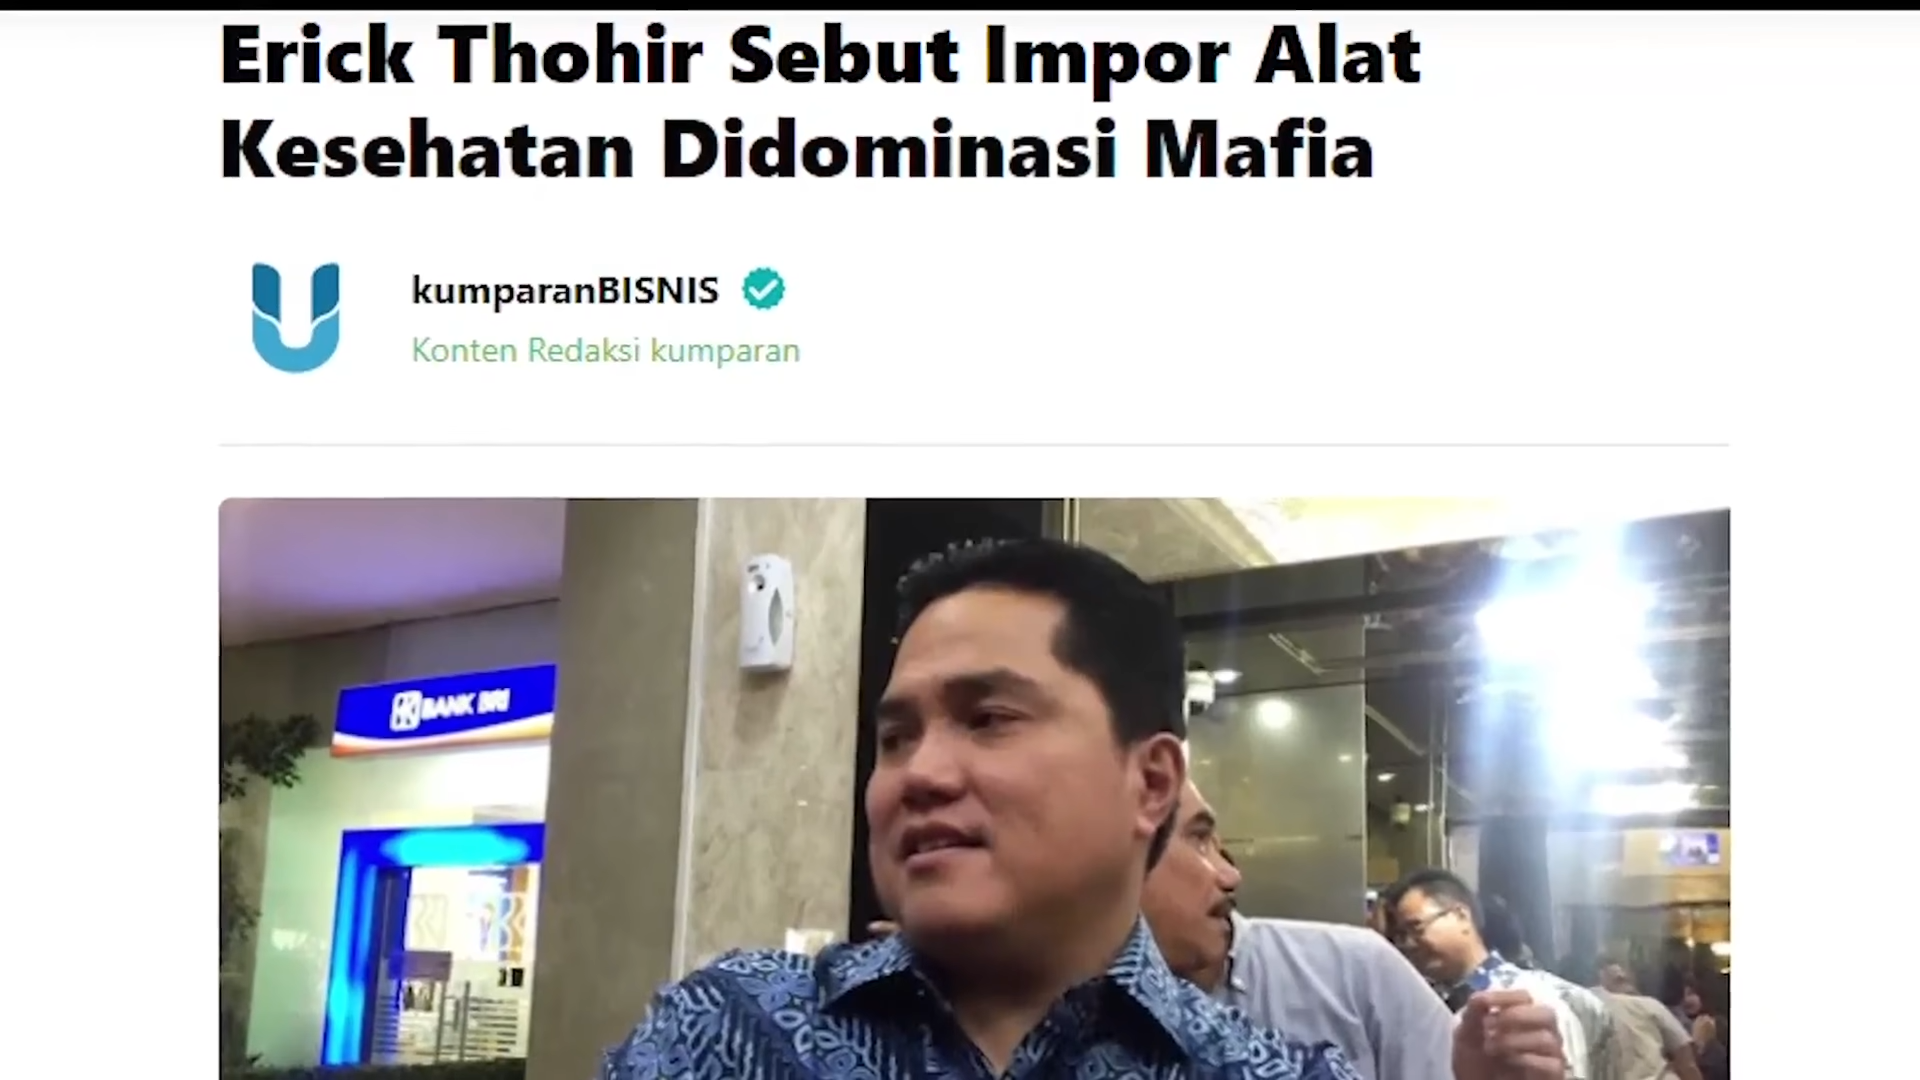 Erick Thohir Sebut Impor Alat
Kesehatan Didominasi Mafia
kumparanBISNIS
Konten Redaksi kumparan
BANK BRI